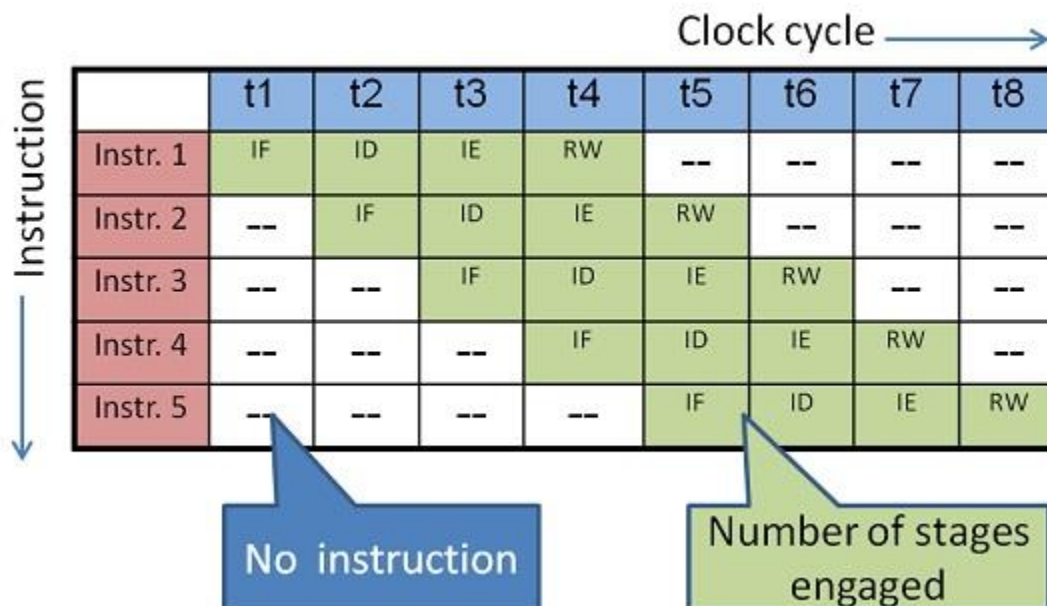 Clock cycle
Instruction
t1 t2 t3 t4 t5 t6 t7 t8
Instr. 1 IF ID IE RW -- -- -- --
Instr. 2 -- IF ID IE RW -- -- --
Instr. 3 -- -- IF ID IE RW -- --
Instr. 4 -- -- -- IF ID IE RW --
Instr. 5 -- -- -- -- IF ID IE RW
No instruction
Number of stages
engaged